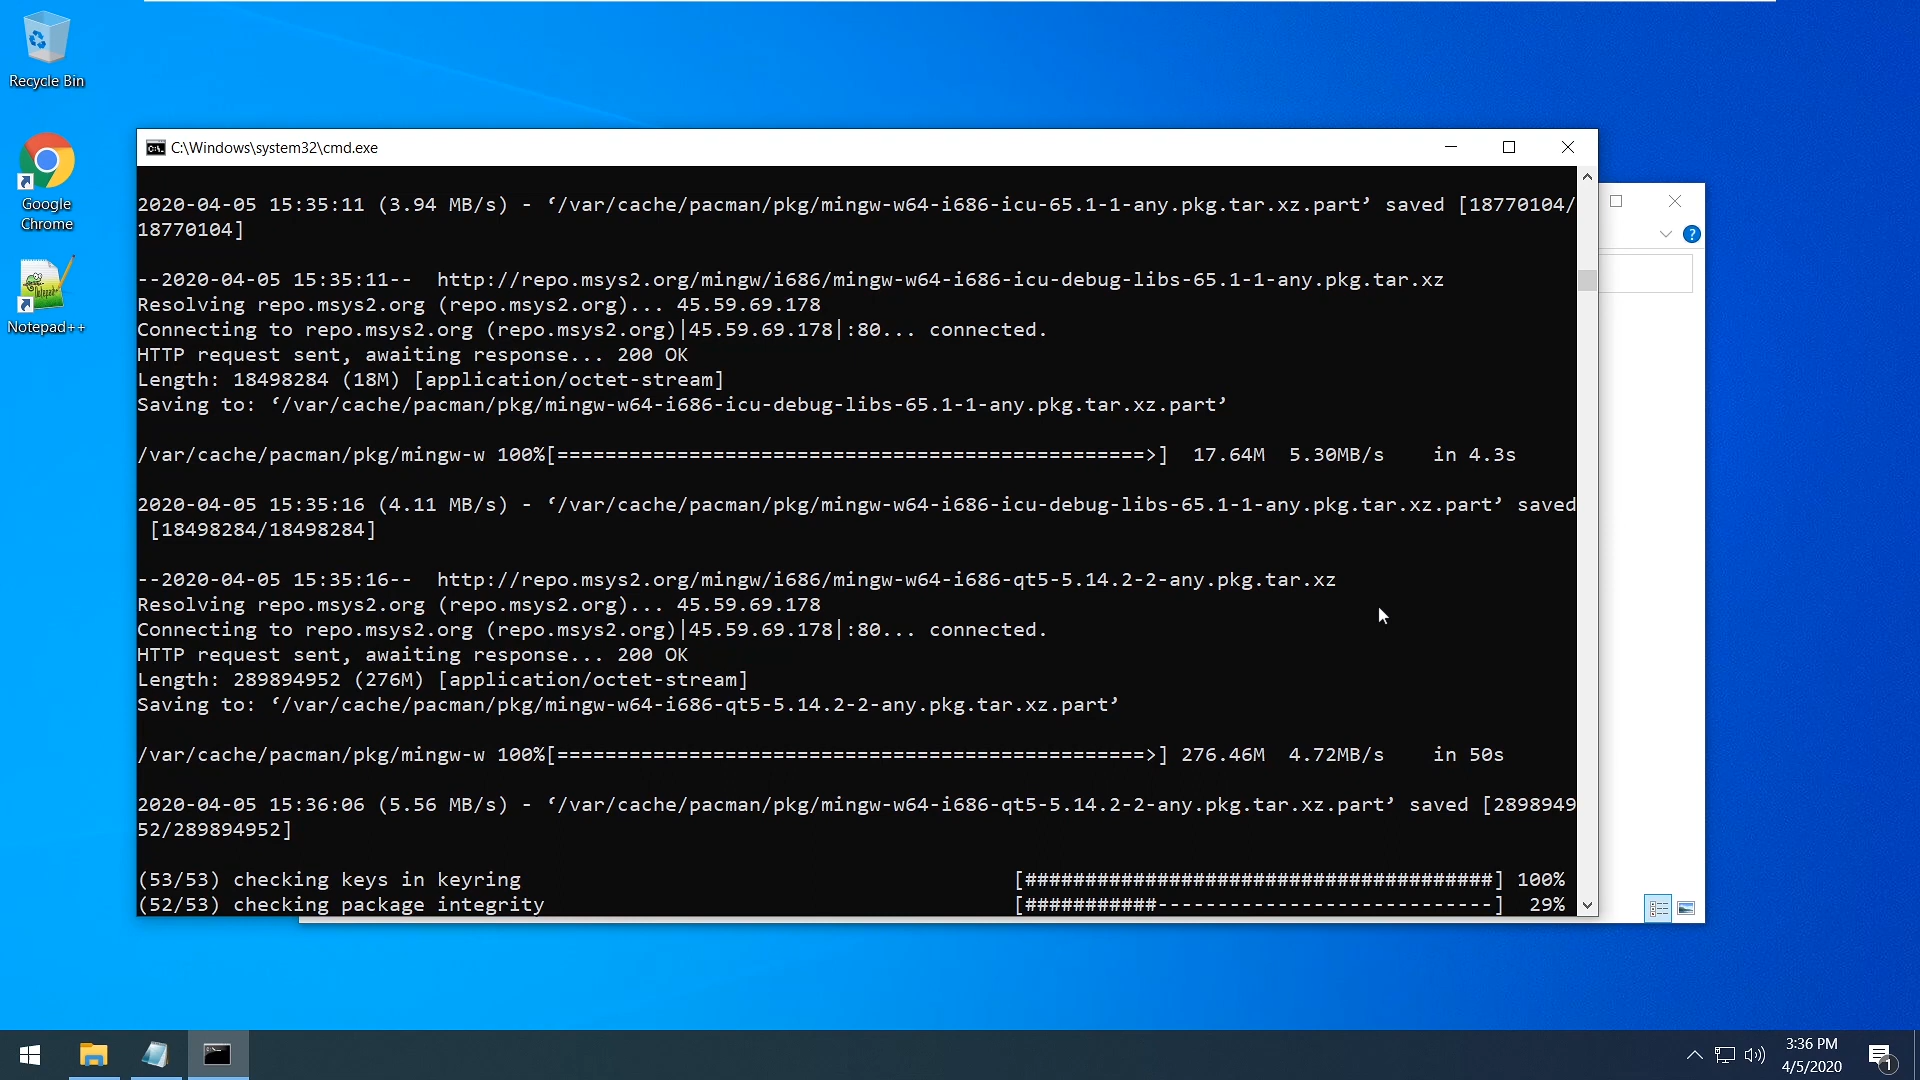 Recycle Bin
Google
Chrome
Notepad++
C:\Windows\system32\cmd.exe
2020-04-05 15:35:11 (3.94 MB/s) - ‘/var/cache/pacman/pkg/mingw-w64-i686-icu-65.1-1-any.pkg.tar.xz.part’ saved [18770104/
18770104]
--2020-04-05 15:35:11--  http://repo.msys2.org/mingw/i686/mingw-w64-i686-icu-debug-libs-65.1-1-any.pkg.tar.xz
Resolving repo.msys2.org (repo.msys2.org)... 45.59.69.178
Connecting to repo.msys2.org (repo.msys2.org)|45.59.69.178|:80... connected.
HTTP request sent, awaiting response... 200 OK
Length: 18498284 (18M) [application/octet-stream]
Saving to: ‘/var/cache/pacman/pkg/mingw-w64-i686-icu-debug-libs-65.1-1-any.pkg.tar.xz.part’
/var/cache/pacman/pkg/mingw-w 100%[=================================================>]  17.64M  5.30MB/s    in 4.3s
2020-04-05 15:35:16 (4.11 MB/s) - ‘/var/cache/pacman/pkg/mingw-w64-i686-icu-debug-libs-65.1-1-any.pkg.tar.xz.part’ saved
[18498284/18498284]
--2020-04-05 15:35:16--  http://repo.msys2.org/mingw/i686/mingw-w64-i686-qt5-5.14.2-2-any.pkg.tar.xz
Resolving repo.msys2.org (repo.msys2.org)... 45.59.69.178
Connecting to repo.msys2.org (repo.msys2.org)|45.59.69.178|:80... connected.
HTTP request sent, awaiting response... 200 OK
Length: 289894952 (276M) [application/octet-stream]
Saving to: ‘/var/cache/pacman/pkg/mingw-w64-i686-qt5-5.14.2-2-any.pkg.tar.xz.part’
/var/cache/pacman/pkg/mingw-w 100%[=================================================>] 276.46M  4.72MB/s    in 50s
2020-04-05 15:36:06 (5.56 MB/s) - ‘/var/cache/pacman/pkg/mingw-w64-i686-qt5-5.14.2-2-any.pkg.tar.xz.part’ saved [2898949
52/289894952]
(53/53) checking keys in keyring [#######################################] 100%
(52/53) checking package integrity [###########----------------------------] 29%
3:36 PM
4/5/2020
1